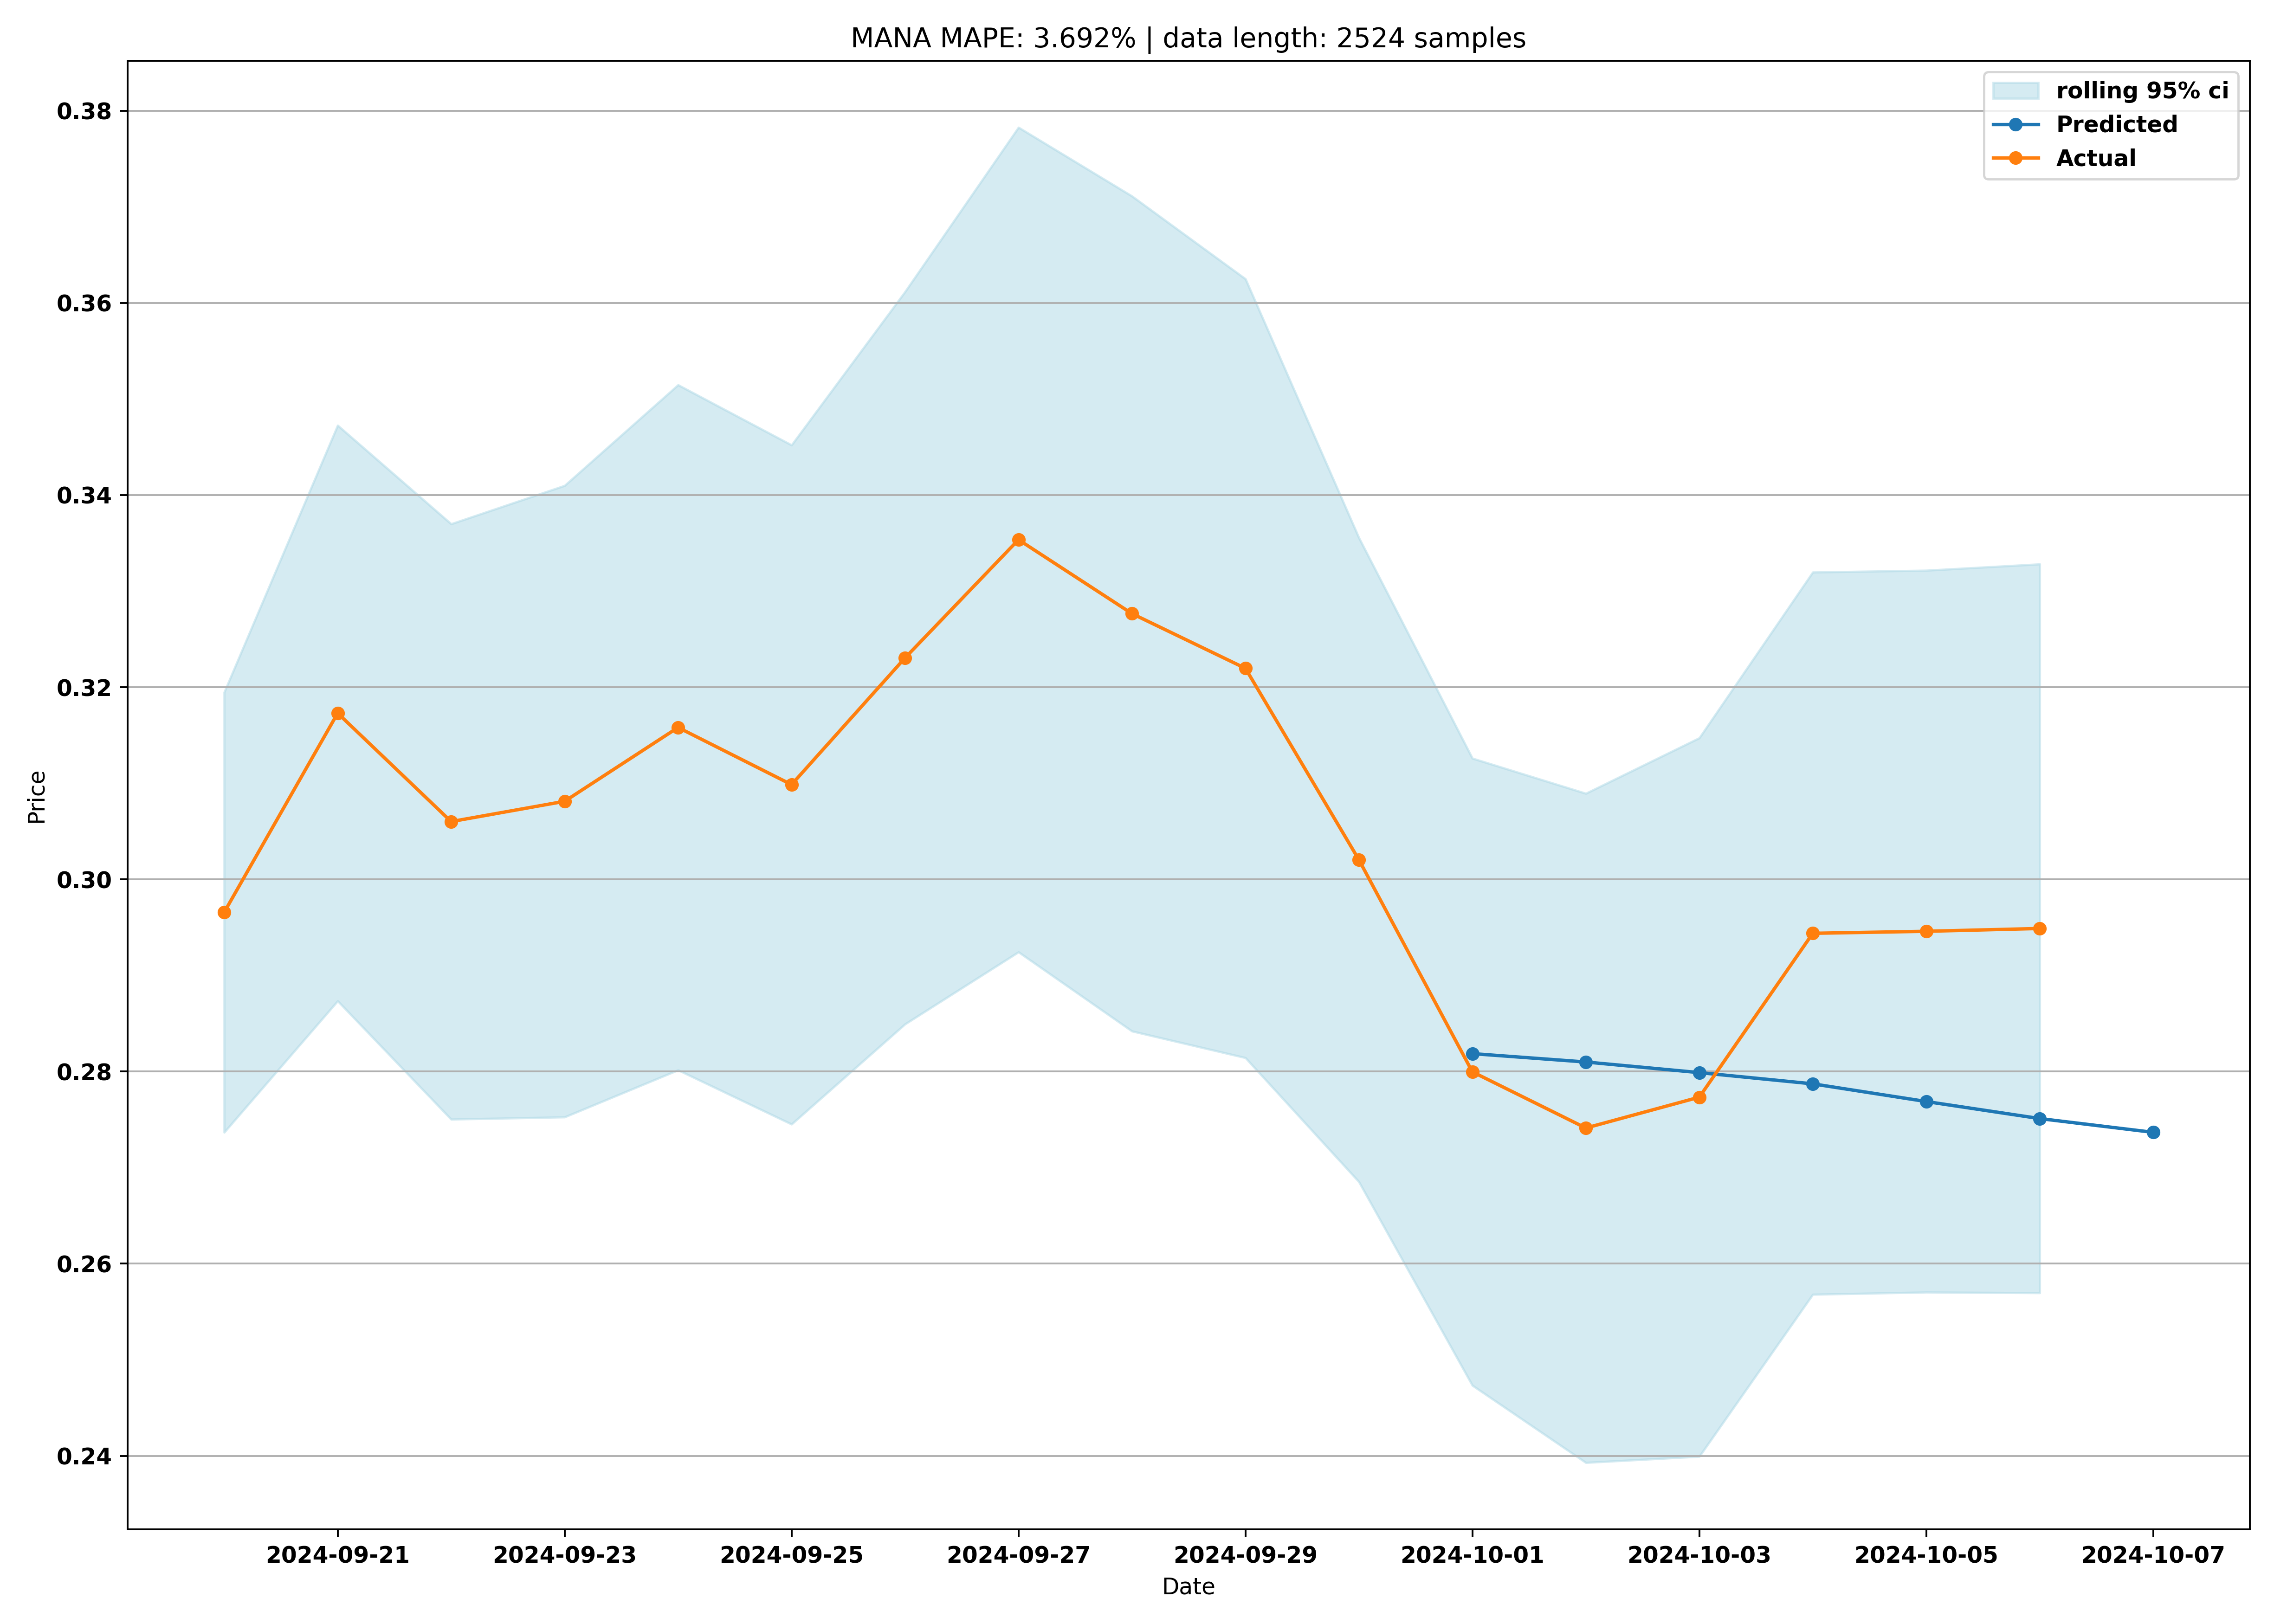 MANA MAPE: 3.692% | data length: 2524 samples
rolling 95% ci
Predicted
Actual
0.38
0.36
0.34
0.32
0.30
0.28
0.26
0.24
Price
2024-09-21 2024-09-23 2024-09-25 2024-09-27 2024-09-29 2024-10-01 2024-10-03 2024-10-05 2024-10-07
Date